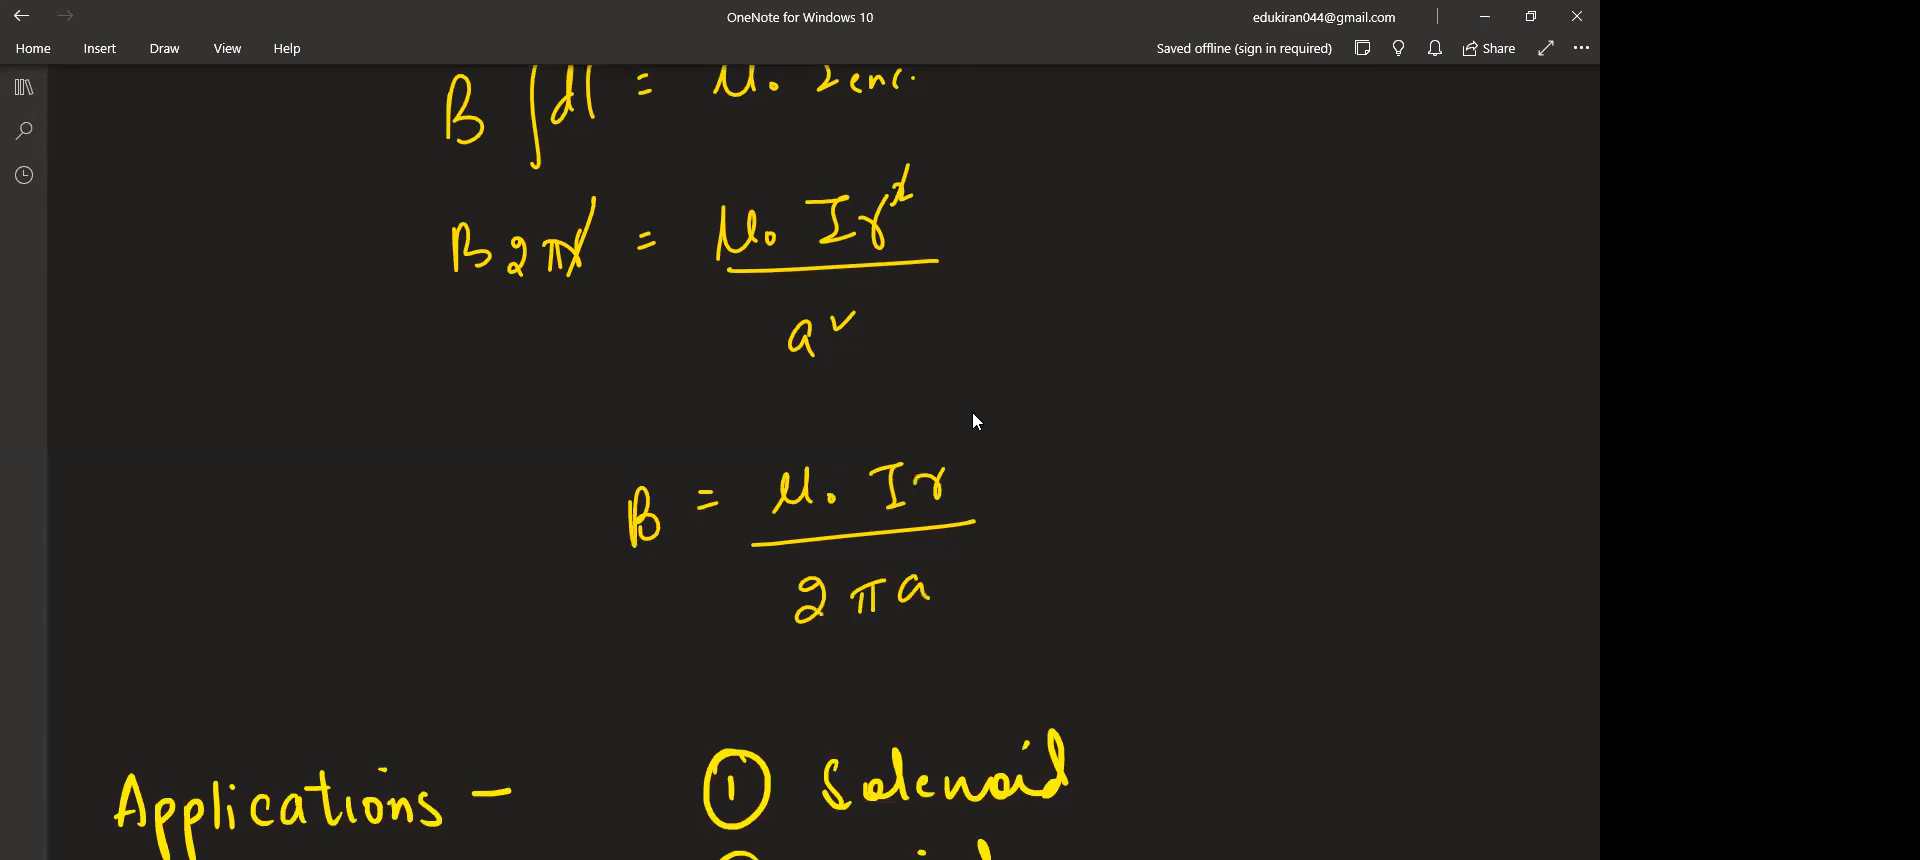 OneNote for Windows 10
edukiran044@gmail.com
Home Insert Draw View Help
Saved offline (sign in required) Share
B ∫dl = μ₀ I enc.
B 2πr = μ₀ I r²
a²
B = μ₀ I r
2πa
Applications – ① Solenoid